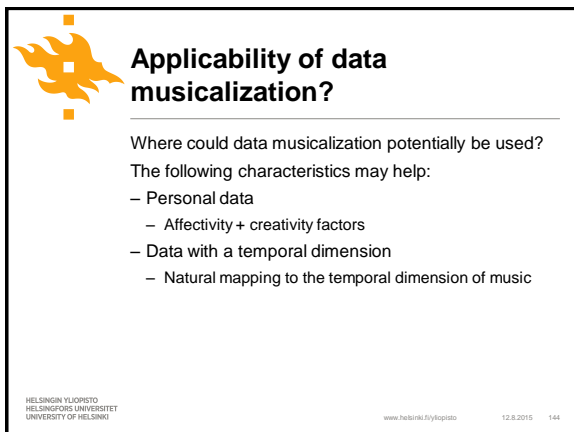 Applicability of data
musicalization?
Where could data musicalization potentially be used?
The following characteristics may help:
– Personal data
– Affectivity + creativity factors
– Data with a temporal dimension
– Natural mapping to the temporal dimension of music
HELSINGIN YLIOPISTO
HELSINGFORS UNIVERSITET
UNIVERSITY OF HELSINKI
www.helsinki.fi/yliopisto 12.8.2015 144